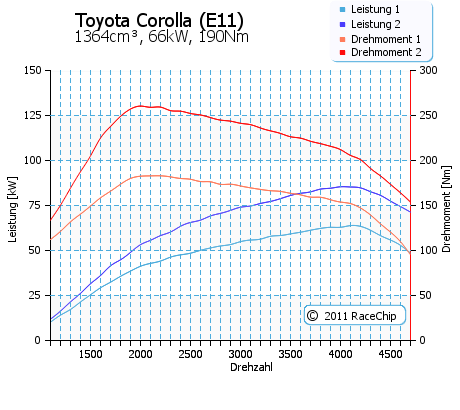 Toyota Corolla (E11)
1364cm³, 66kW, 190Nm
Leistung 1
Leistung 2
Drehmoment 1
Drehmoment 2
150
125
100
75
50
25
0
Leistung [kW]
300
250
200
150
100
50
0
Drehmoment [Nm]
© 2011 RaceChip
1500 2000 2500 3000 3500 4000 4500
Drehzahl